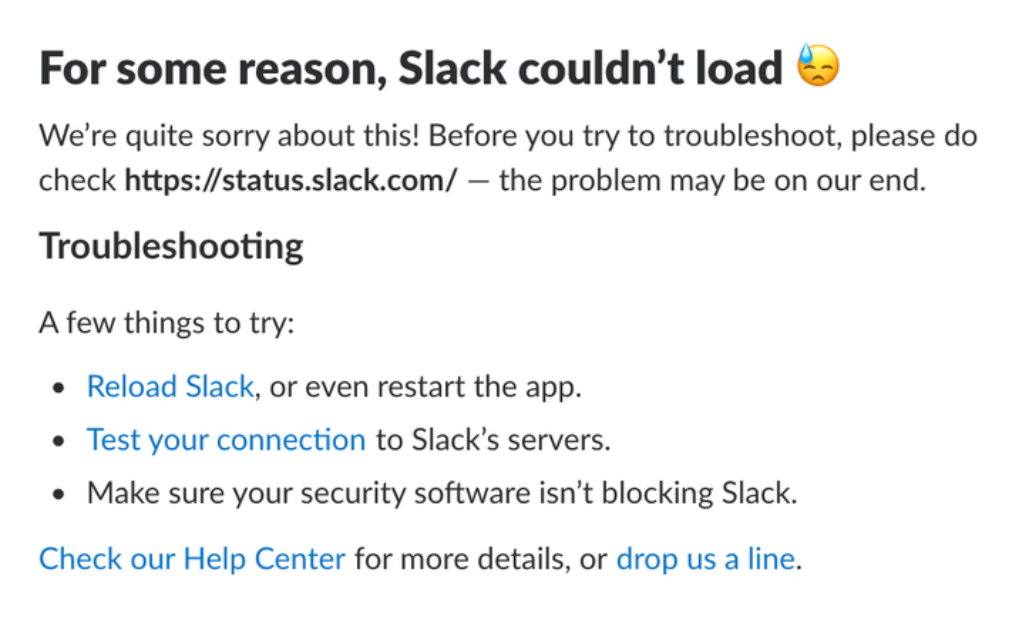 For some reason, Slack couldn’t load 😓
We’re quite sorry about this! Before you try to troubleshoot, please do
check https://status.slack.com/ — the problem may be on our end.
Troubleshooting
A few things to try:
• Reload Slack, or even restart the app.
• Test your connection to Slack’s servers.
• Make sure your security software isn’t blocking Slack.
Check our Help Center for more details, or drop us a line.